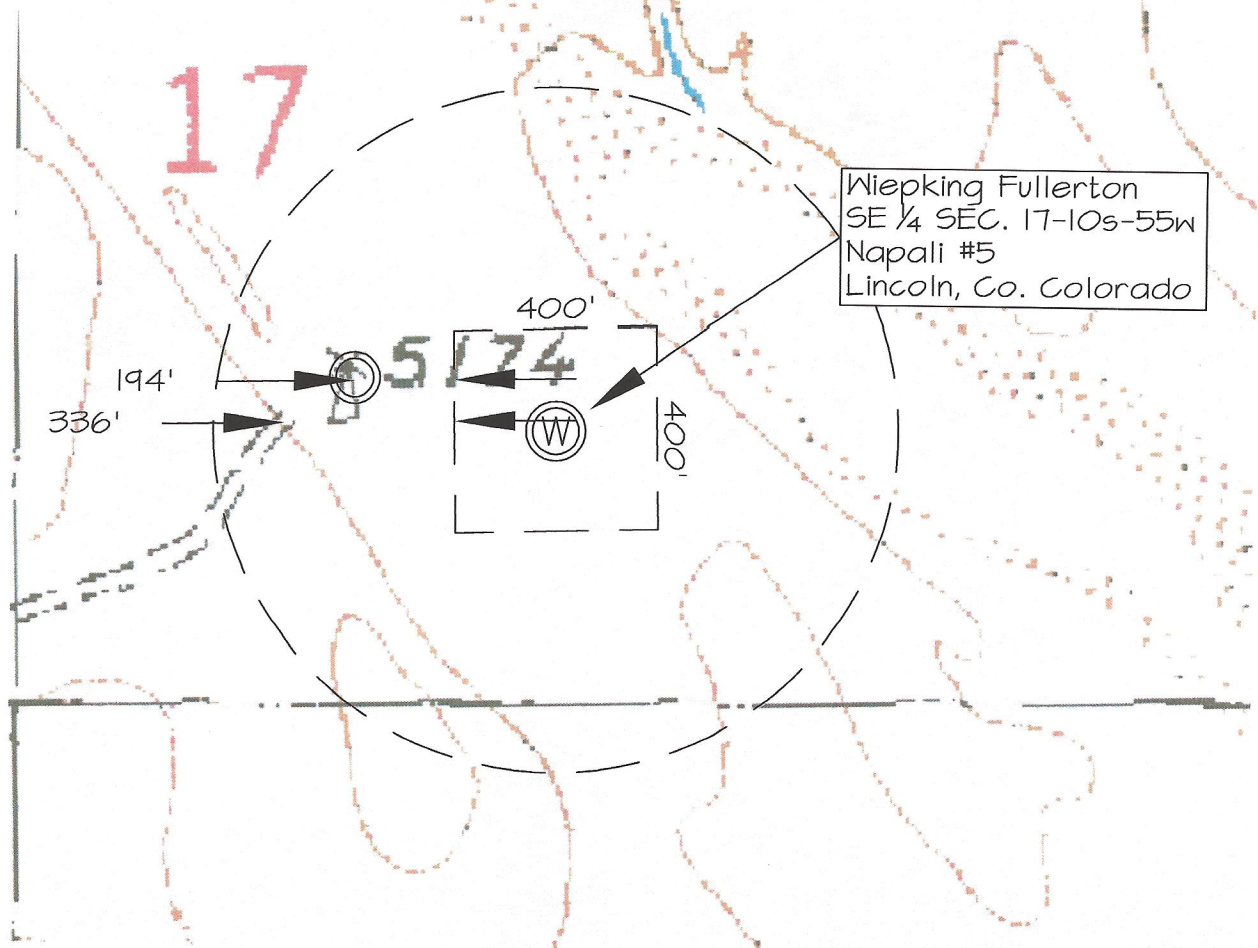 17
Wiepking Fullerton
SE 1/4 SEC. 17-10s-55w
Napali #5
Lincoln, Co. Colorado
400'
194'
5174
336'
W
400'